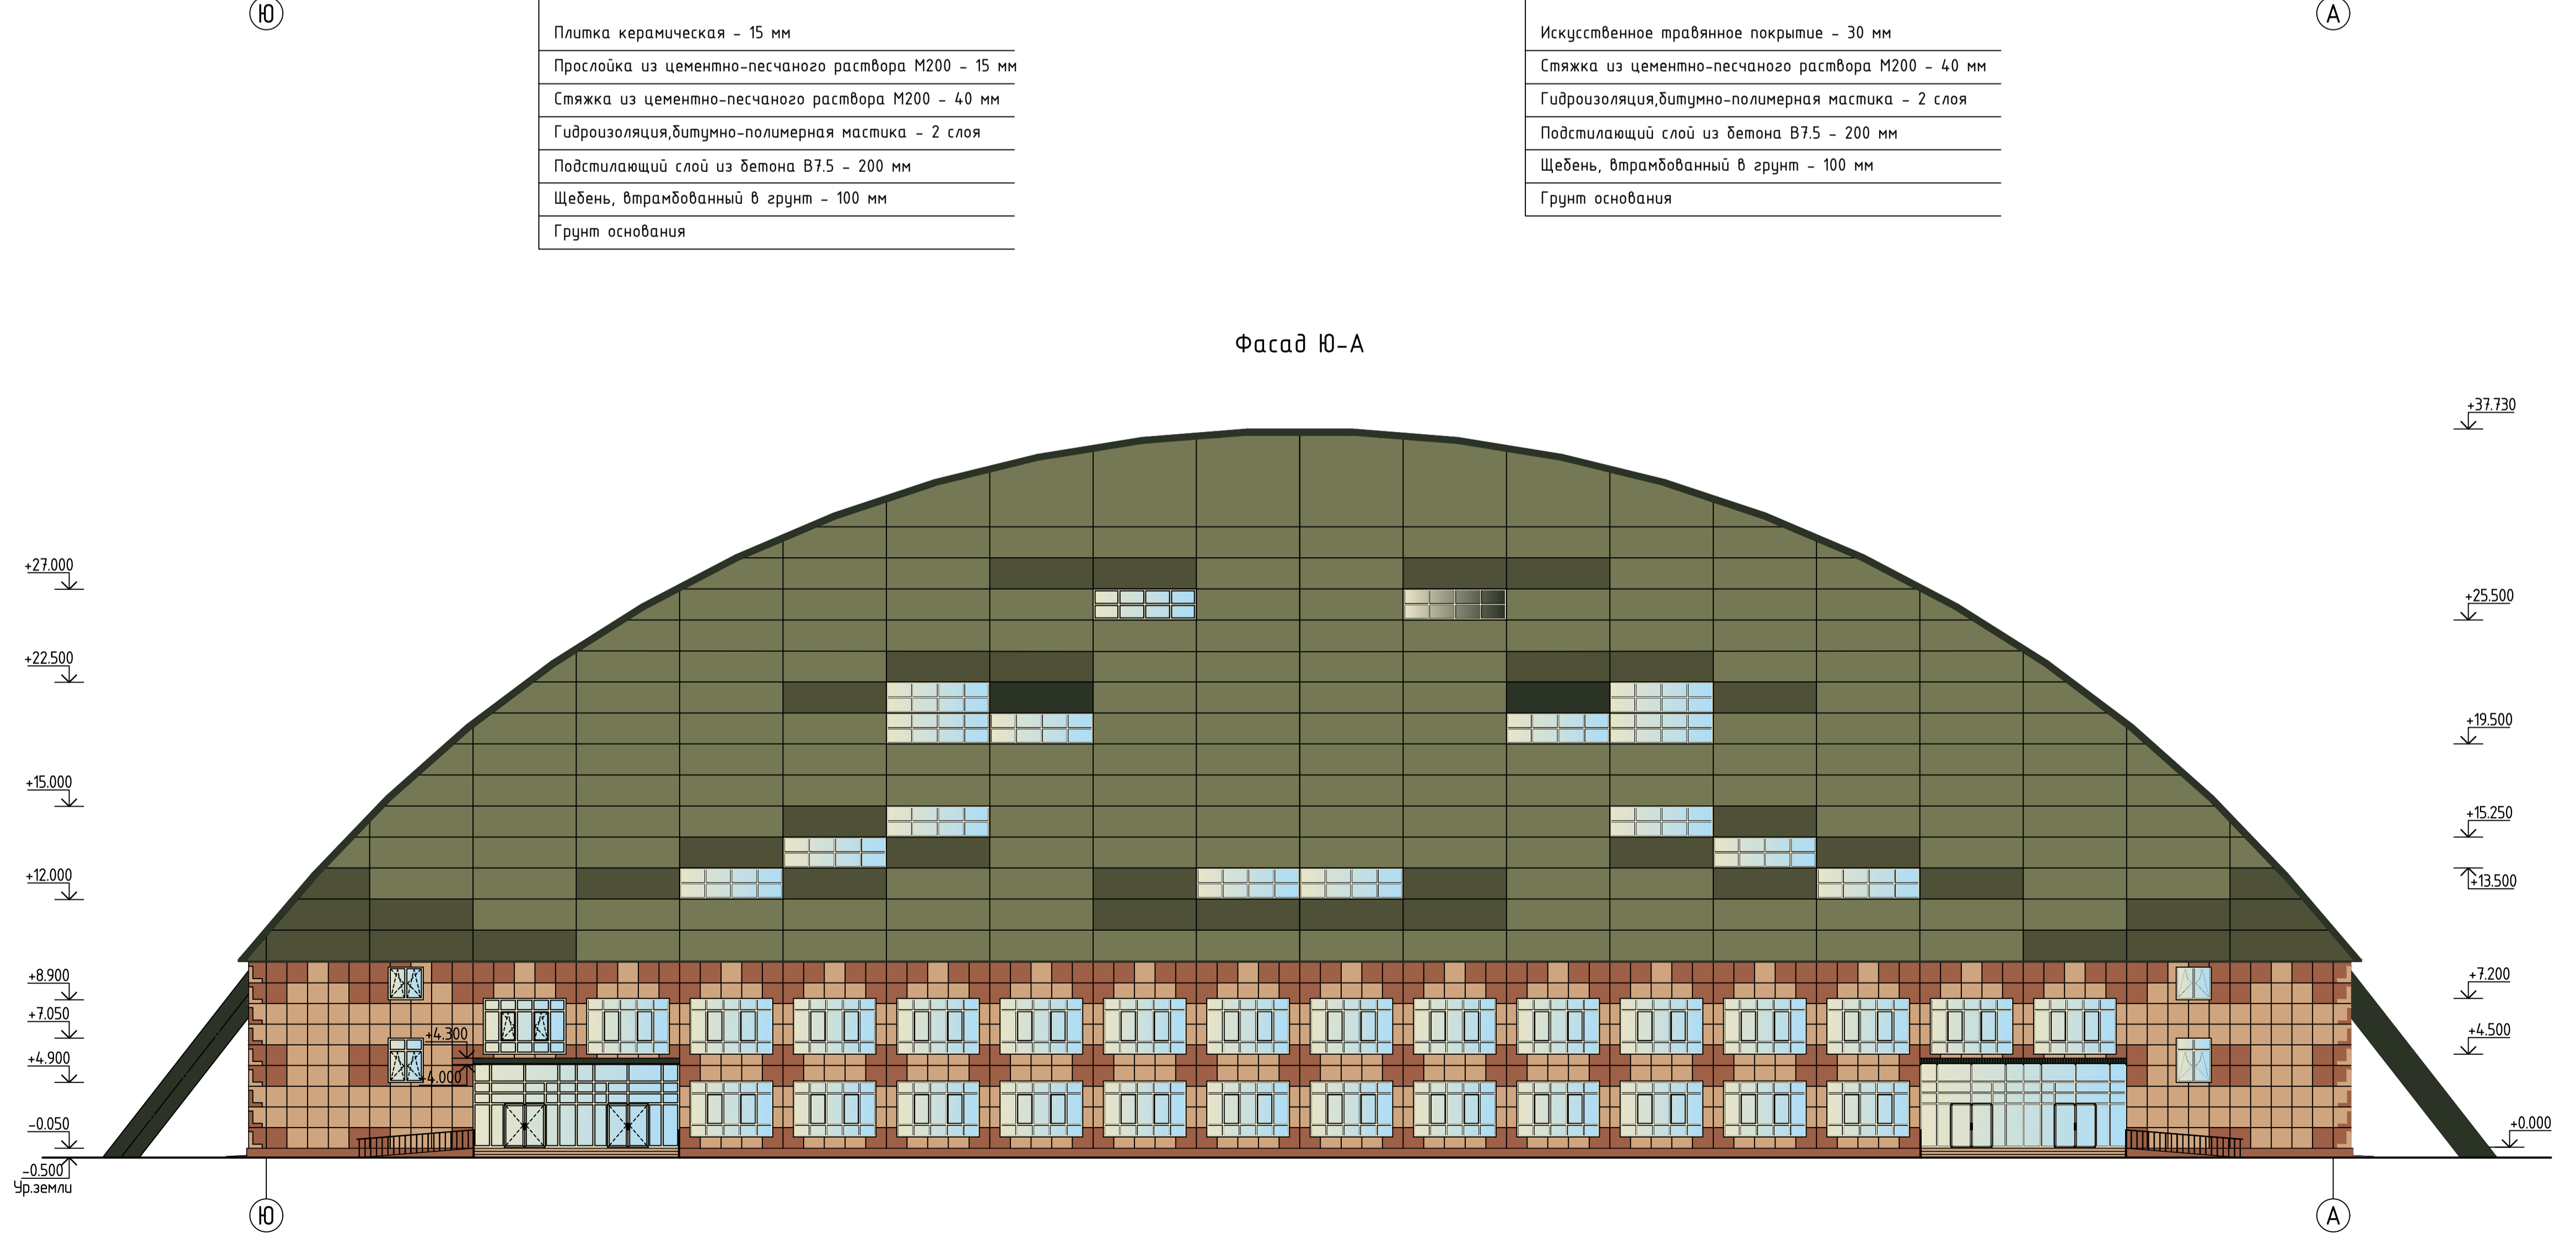 Ю
А
Плитка керамическая - 15 мм
Прослойка из цементно-песчаного раствора М200 - 15 мм
Стяжка из цементно-песчаного раствора М200 - 40 мм
Гидроизоляция,битумно-полимерная мастика - 2 слоя
Подстилающий слой из бетона В7.5 - 200 мм
Щебень, втрамбованный в грунт - 100 мм
Грунт основания
Искусственное травянное покрытие - 30 мм
Стяжка из цементно-песчаного раствора М200 - 40 мм
Гидроизоляция,битумно-полимерная мастика - 2 слоя
Подстилающий слой из бетона В7.5 - 200 мм
Щебень, втрамбованный в грунт - 100 мм
Грунт основания
Фасад Ю-А
+27.000
+22.500
+15.000
+12.000
+8.900
+7.050
+4.900
-0.050
-0.500
Ур.земли
+4.300
+4.000
+37.730
+25.500
+19.500
+15.250
+13.500
+7.200
+4.500
+0.000
Ю
А